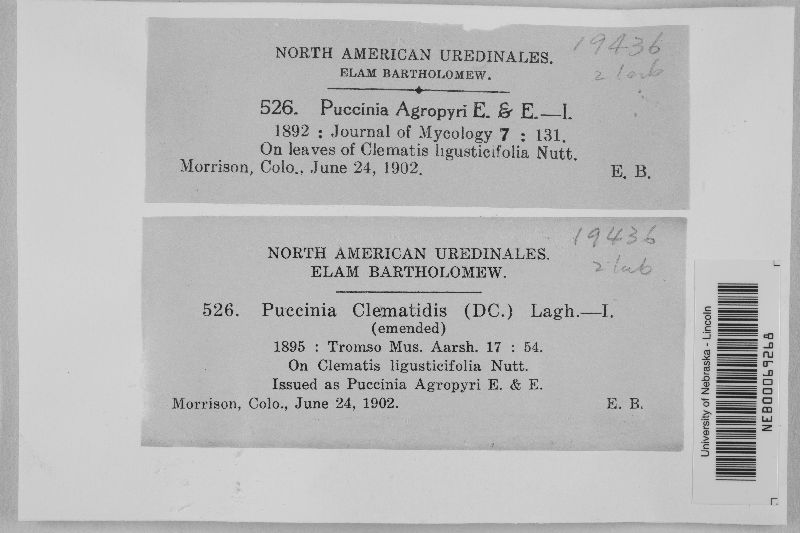 NORTH AMERICAN UREDINALES. 19436
ELAM BARTHOLOMEW. 2 lab
526. Puccinia Agropyri E. & E.—I.
1892 : Journal of Mycology 7 : 131.
On leaves of Clematis ligusticifolia Nutt.
Morrison, Colo., June 24, 1902. E. B.
19436
NORTH AMERICAN UREDINALES.
2 lab
ELAM BARTHOLOMEW.
526. Puccinia Clematidis (DC.) Lagh.—I.
(emended)
1895 : Tromso Mus. Aarsh. 17 : 54.
On Clematis ligusticifolia Nutt.
Issued as Puccinia Agropyri E. & E.
Morrison, Colo., June 24, 1902. E. B.
University of Nebraska - Lincoln
NEB00069268